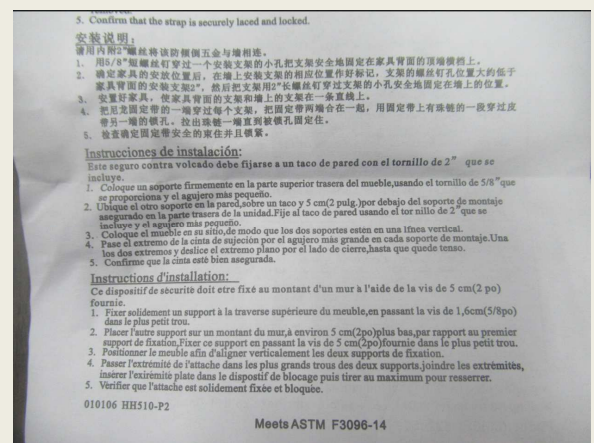 5. Confirm that the strap is securely laced and locked.
安装说明:
请用内附2"螺丝将该防倾倒五金与墙相连。
1. 用5/8"短螺丝钉穿过一个安装支架的小孔把支架安全地固定在家具背面的顶端横档上。
2. 确定家具的安放位置后，在墙上安装支架的相应位置作好标记，支架的螺丝钉孔位置大约低于
家具背面的安装支架2"，然后把支架用2"长螺丝钉穿过支架的小孔安全地固定在墙上的位置。
3. 安置好家具，使家具背面的支架和墙上的支架在一条直线上。
4. 把尼龙固定带的一端穿过每个支架，把固定带两端合在一起，用固定带上有珠链的一段穿过皮
带另一端的锁孔。拉出珠链一端直到被锁孔固定住。
5. 检查确定固定带安全的束住并且锁紧。
Instrucciones de instalación:
Este seguro contra volcado debe fijarse a un taco de pared con el tornillo de 2" que se
incluye.
1. Coloque un soporte firmemente en la parte superior trasera del mueble,usando el tornillo de 5/8"que
se proporciona y el agujero más pequeño.
2. Ubique el otro soporte en la pared,sobre un taco y 5 cm(2 pulg.)por debajo del soporte de montaje
asegurado en la parte trasera de la unidad.Fije al taco de pared usando el tor nillo de 2"que se
incluye y el agujero más pequeño.
3. Coloque el mueble en su sitio,de modo que los dos soportes esten en una lfnea vertical.
4. Pase el extremo de la cinta de sujeción por el agujero más grande en cada soporte de montaje.Una
los dos extremos y deslice el extremo plano por el lado de cierre,hasta que quede tenso.
5. Confirme que la cinta esté bien asegurada.
Instructions d'installation:
Ce dispositif de sécurité doit etre fixé au montant d'un mur à l'aide de la vis de 5 cm(2 po)
fournie.
1. Fixer solidement un support à la traverse supérieure du meuble,en passant la vis de 1,6cm(5/8po)
dans le plus petit trou.
2. Placer l'autre support sur un montant du mur,à environ 5 cm(2po)plus bas,par rapport au premier
support de fixation,Fixer ce support en passant la vis de 5 cm(2po)fournie dans le plus petit trou.
3. Positionner le meuble afin d'aligner verticalement les deux supports de fixation.
4. Passer l'extrémité de l'attache dans les plus grands trous des deux supports.joindre les extrémités,
insérer l'exirémité plate dans le dispostif de blocage puis tirer au maximum pour resserrer.
5. Vérifier que l'attache est solidement fixée et bloquée.
010106 HH510-P2
Meets ASTM F3096-14